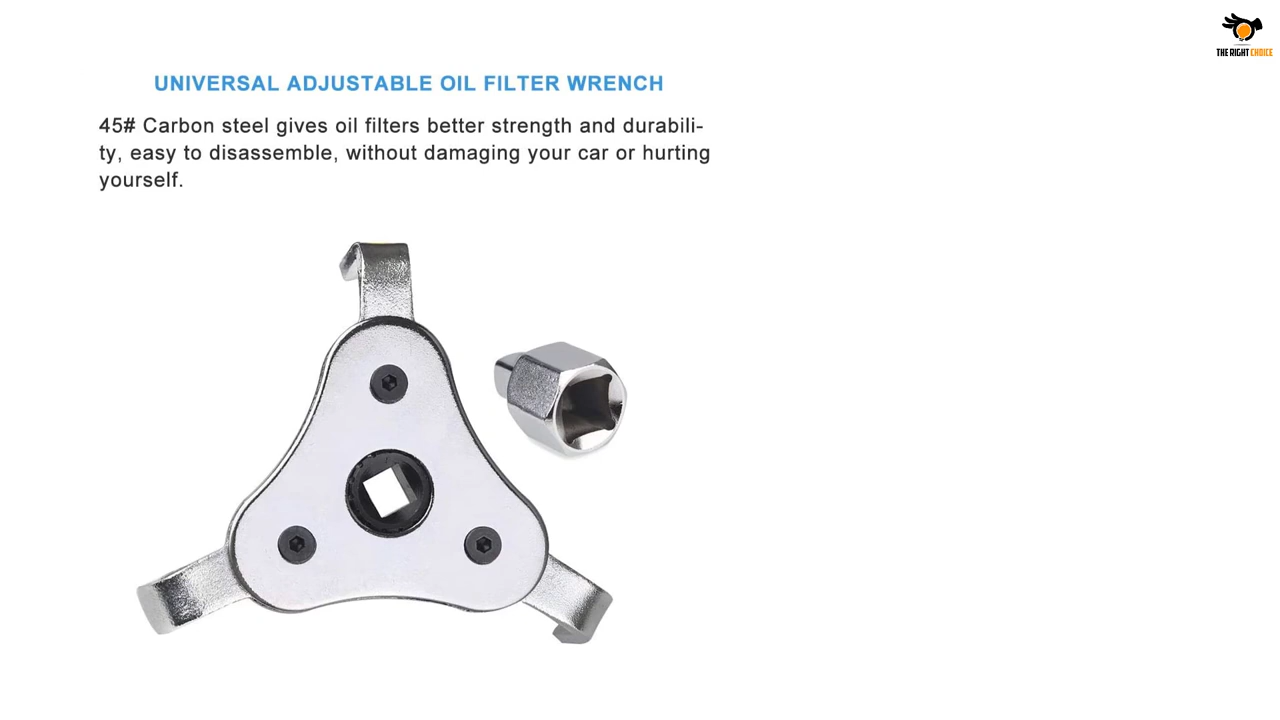 THE RIGHT CHOICE
UNIVERSAL ADJUSTABLE OIL FILTER WRENCH
45# Carbon steel gives oil filters better strength and durabili-
ty, easy to disassemble, without damaging your car or hurting
yourself.